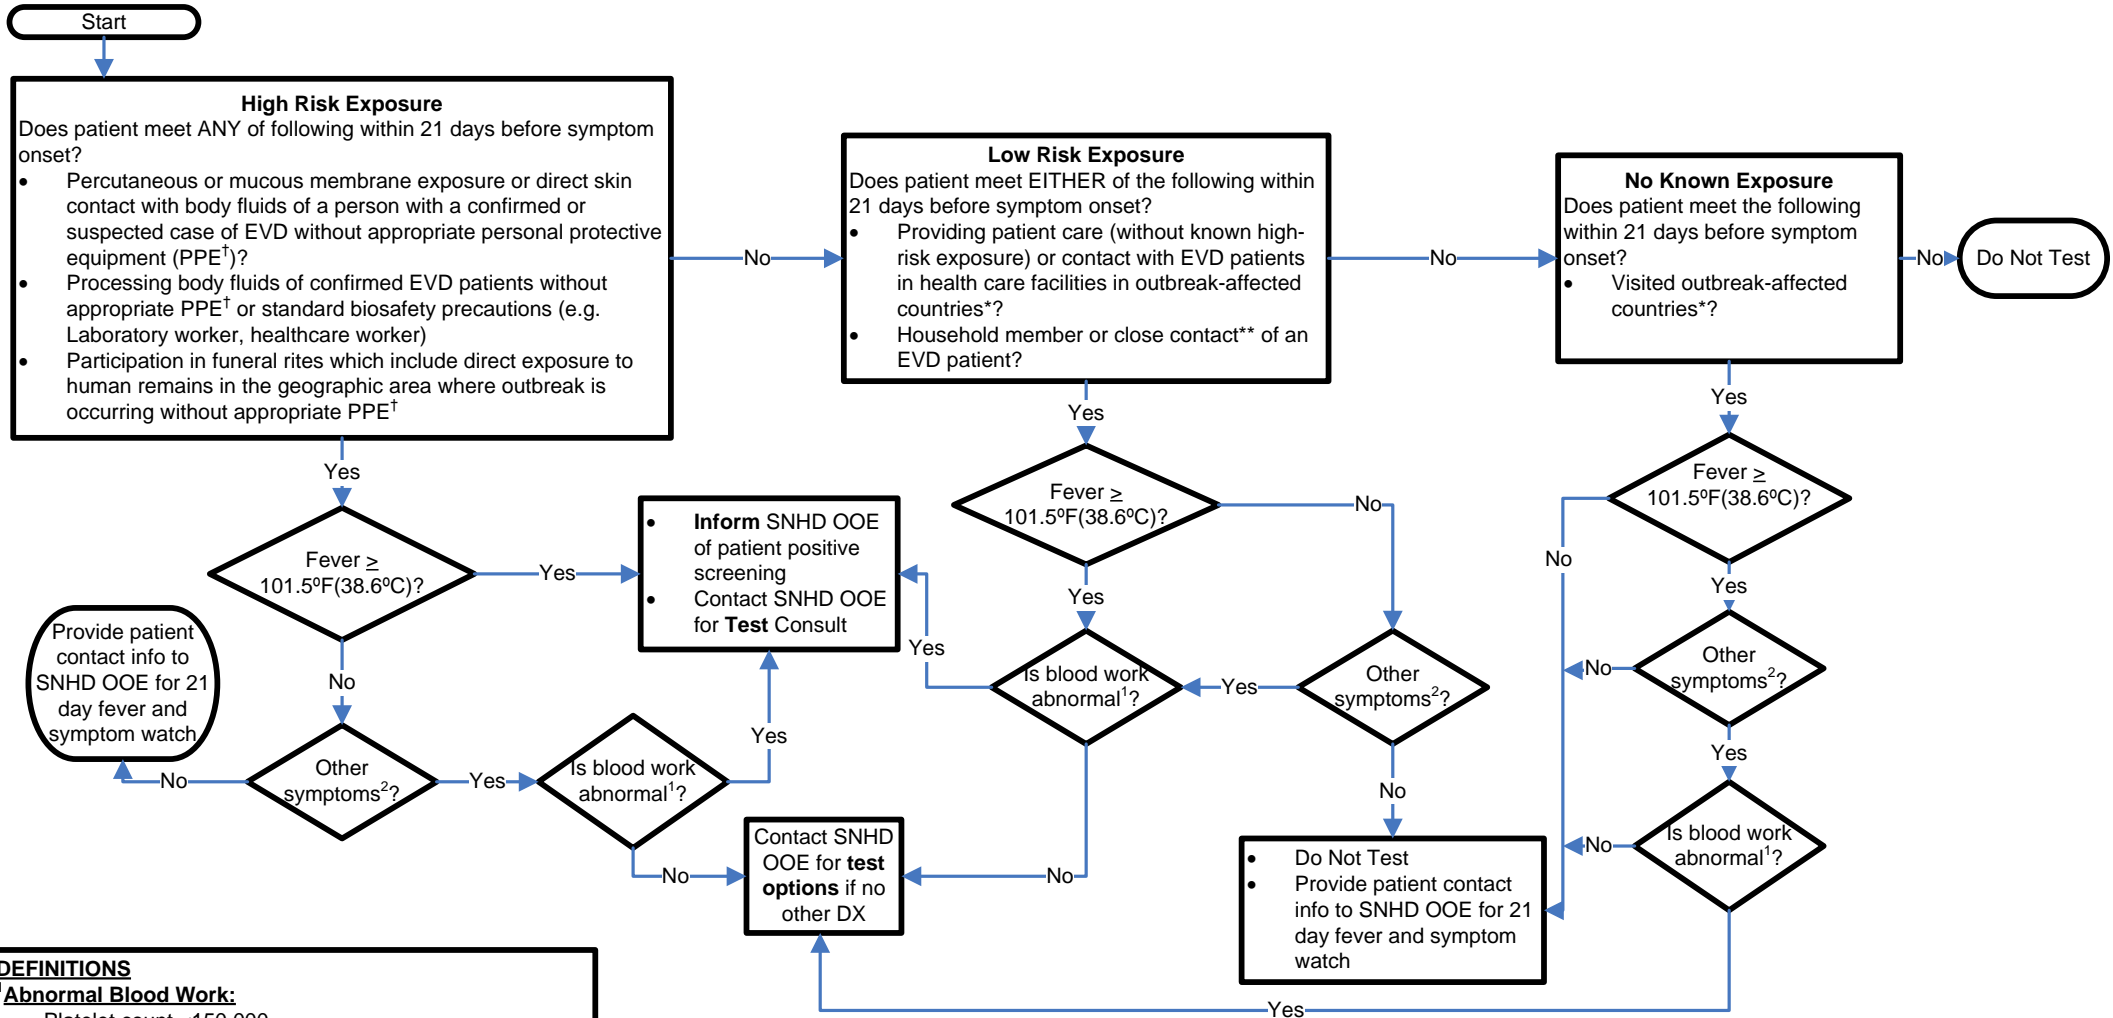 Start
High Risk Exposure
Does patient meet ANY of following within 21 days before symptom
onset?
• Percutaneous or mucous membrane exposure or direct skin
contact with body fluids of a person with a confirmed or
suspected case of EVD without appropriate personal protective
equipment (PPE†)?
• Processing body fluids of confirmed EVD patients without
appropriate PPE† or standard biosafety precautions (e.g.
Laboratory worker, healthcare worker)
• Participation in funeral rites which include direct exposure to
human remains in the geographic area where outbreak is
occurring without appropriate PPE†
No
Low Risk Exposure
Does patient meet EITHER of the following within
21 days before symptom onset?
• Providing patient care (without known high-
risk exposure) or contact with EVD patients
in health care facilities in outbreak-affected
countries*?
• Household member or close contact** of an
EVD patient?
No
No Known Exposure
Does patient meet the following
within 21 days before symptom
onset?
• Visited outbreak-affected
countries*?
No
Do Not Test
Yes
Fever ≥
101.5ºF(38.6ºC)?
Yes
No
Provide patient
contact info to
SNHD OOE for 21
day fever and
symptom watch
No
Other
symptoms²?
Yes
Is blood work
abnormal¹?
Yes
No
• Inform SNHD OOE
of patient positive
screening
• Contact SNHD OOE
for Test Consult
Contact SNHD
OOE for test
options if no
other DX
Yes
Fever ≥
101.5ºF(38.6ºC)?
No
Yes
Is blood work
abnormal¹?
Yes
No
Yes
Other
symptoms²?
No
• Do Not Test
• Provide patient contact
info to SNHD OOE for 21
day fever and symptom
watch
Yes
Fever ≥
101.5ºF(38.6ºC)?
No
Yes
Other
symptoms²?
No
Yes
Is blood work
abnormal¹?
No
Yes
DEFINITIONS
Abnormal Blood Work:
Platelet count <150,000